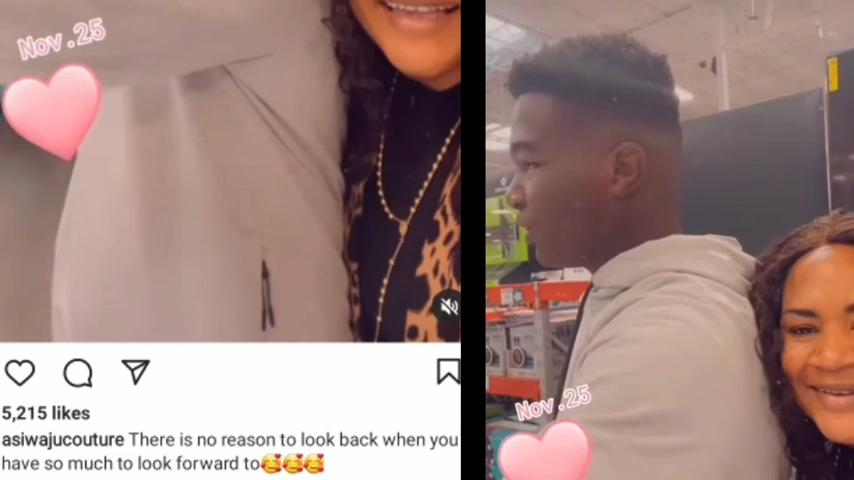 Nov.25
5,215 likes
asiwajucouture There is no reason to look back when you
have so much to look forward to🥰🥰🥰
Nov.25